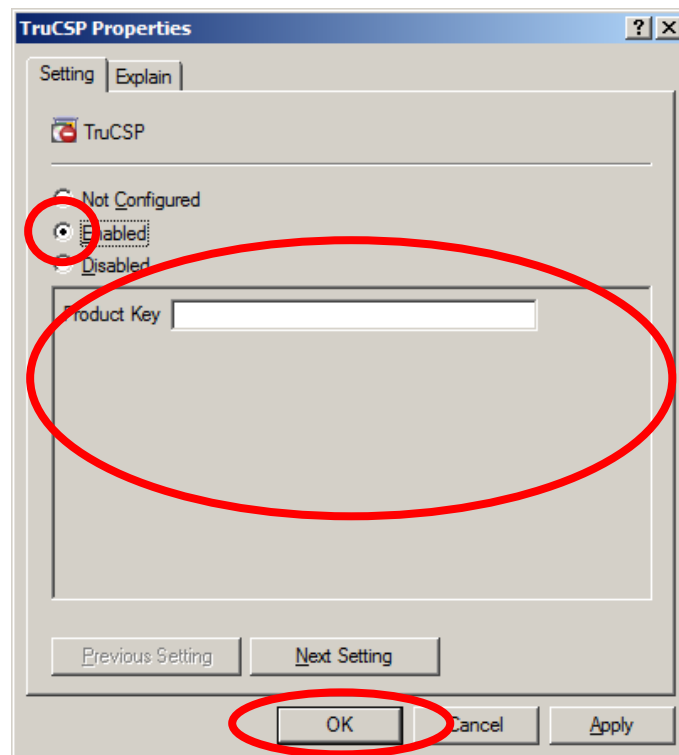 TruCSP Properties
Setting Explain
TruCSP
Not Configured
Enabled
Disabled
Product Key
Previous Setting Next Setting
OK Cancel Apply